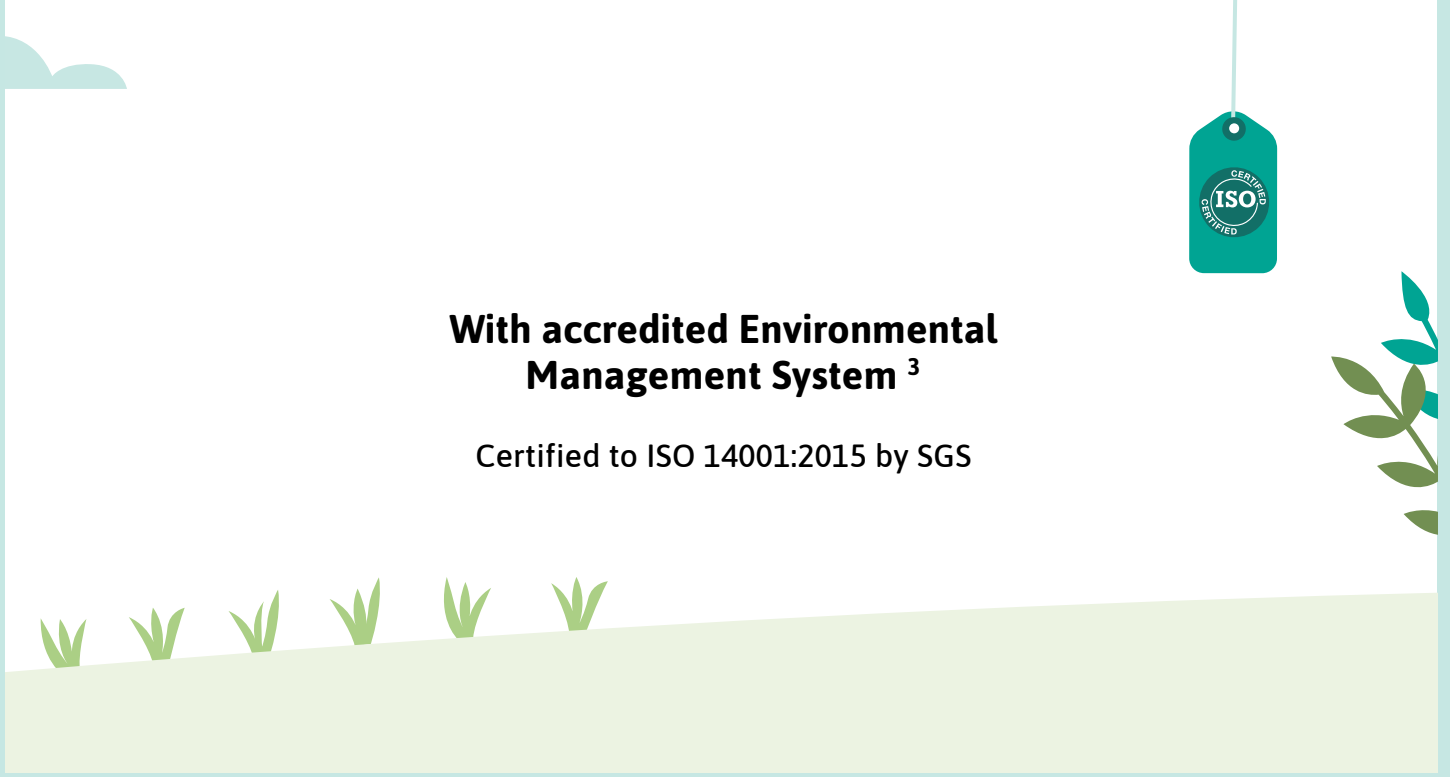 CERTIFIED
ISO
CERTIFIED
With accredited Environmental
Management System ³
Certified to ISO 14001:2015 by SGS